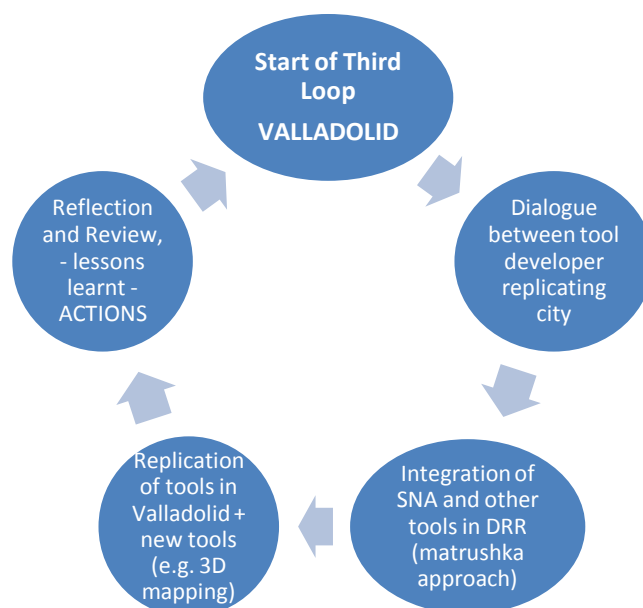 Start of Third
Loop
VALLADOLID
Dialogue
between tool
developer
replicating
city
Integration of
SNA and other
tools in DRR
(matrushka
approach)
Replication
of tools in
Valladolid +
new tools
(e.g. 3D
mapping)
Reflection
and Review,
- lessons
learnt -
ACTIONS